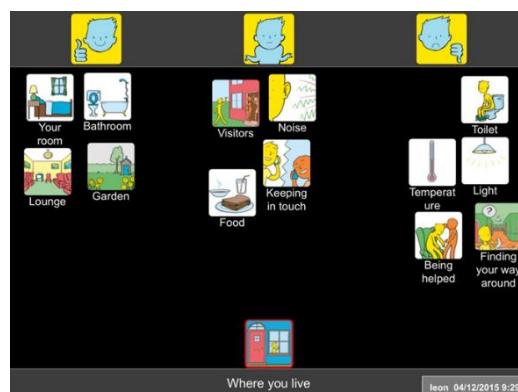 Your
room
Bathroom
Lounge
Garden
Visitors
Noise
Food
Keeping
in touch
Toilet
Temperat
ure
Light
Being
helped
Finding
your way
around
Where you live
leon 04/12/2015 9:25